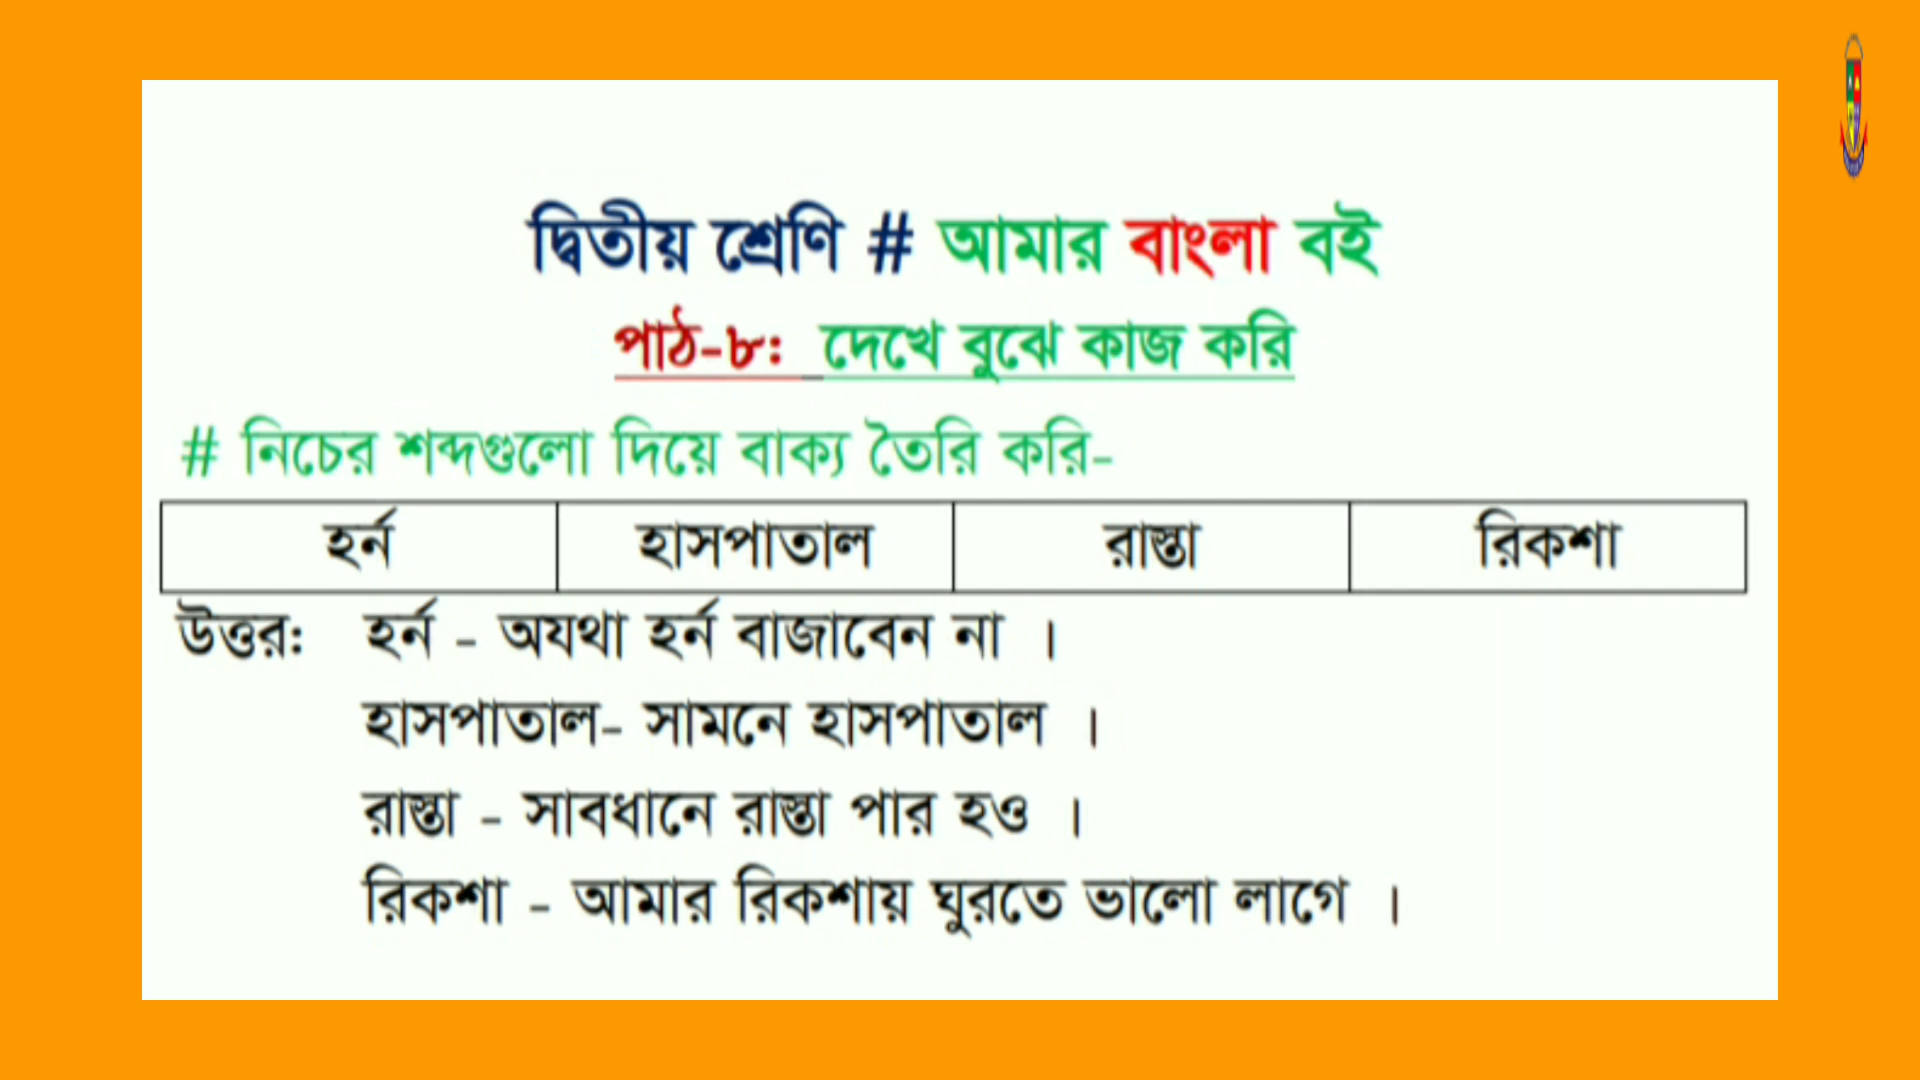 দ্বিতীয় শ্রেণি # আমার বাংলা বই
পাঠ-৮: দেখে বুঝে কাজ করি
# নিচের শব্দগুলো দিয়ে বাক্য তৈরি করি-
হর্ন হাসপাতাল রাস্তা রিকশা
উত্তর: হর্ন - অযথা হর্ন বাজাবেন না ।
হাসপাতাল- সামনে হাসপাতাল ।
রাস্তা - সাবধানে রাস্তা পার হও ।
রিকশা - আমার রিকশায় ঘুরতে ভালো লাগে ।